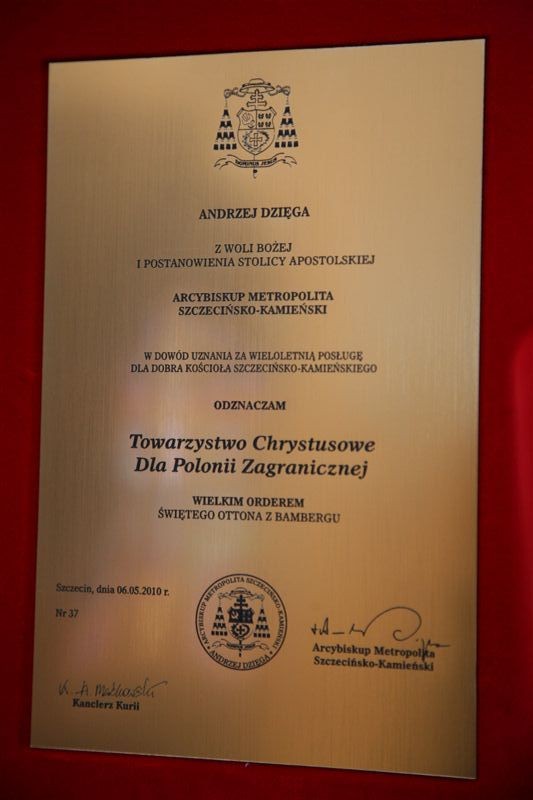 DOMINUS JESUS
ANDRZEJ DZIĘGA
Z WOLI BOŻEJ
I POSTANOWIENIA STOLICY APOSTOLSKIEJ
ARCYBISKUP METROPOLITA
SZCZECIŃSKO-KAMIEŃSKI
W DOWÓD UZNANIA ZA WIELOLETNIĄ POSŁUGĘ
DLA DOBRA KOŚCIOŁA SZCZECIŃSKO-KAMIEŃSKIEGO
ODZNACZAM
Towarzystwo Chrystusowe
Dla Polonii Zagranicznej
WIELKIM ORDEREM
ŚWIĘTEGO OTTONA Z BAMBERGU
Szczecin, dnia 06.05.2010 r.
Nr 37
ARCYBISKUP METROPOLITA SZCZECIŃSKO-KAMIEŃSKI
ANDRZEJ DZIĘGA
Arcybiskup Metropolita
Szczecińsko-Kamieński
Kanclerz Kurii